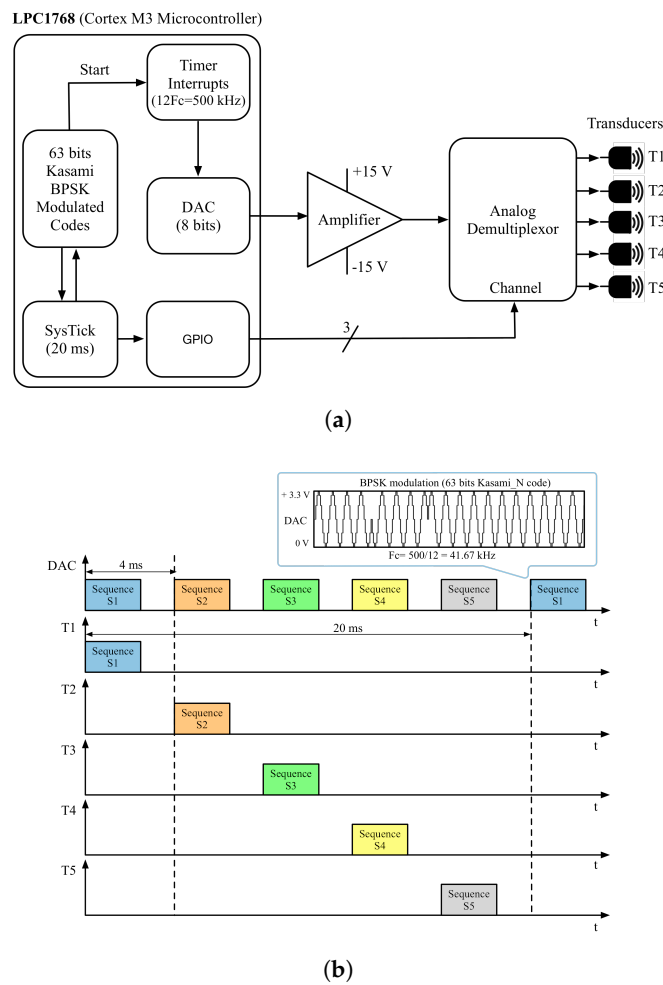 LPC1768 (Cortex M3 Microcontroller)
Start
Timer
Interrupts
(12Fc=500 kHz)
63 bits
Kasami
BPSK
Modulated
Codes
DAC
(8 bits)
SysTick
(20 ms)
GPIO
+15 V
Amplifier
-15 V
3
Analog
Demultiplexor
Channel
Transducers
T1
T2
T3
T4
T5
(a)
BPSK modulation (63 bits Kasami_N code)
+ 3.3 V
DAC
0 V
Fc= 500/12 = 41.67 kHz
DAC
4 ms
Sequence
S1
Sequence
S2
Sequence
S3
Sequence
S4
Sequence
S5
Sequence
S1
t
T1
20 ms
Sequence
S1
t
T2
Sequence
S2
t
T3
Sequence
S3
t
T4
Sequence
S4
t
T5
Sequence
S5
t
(b)